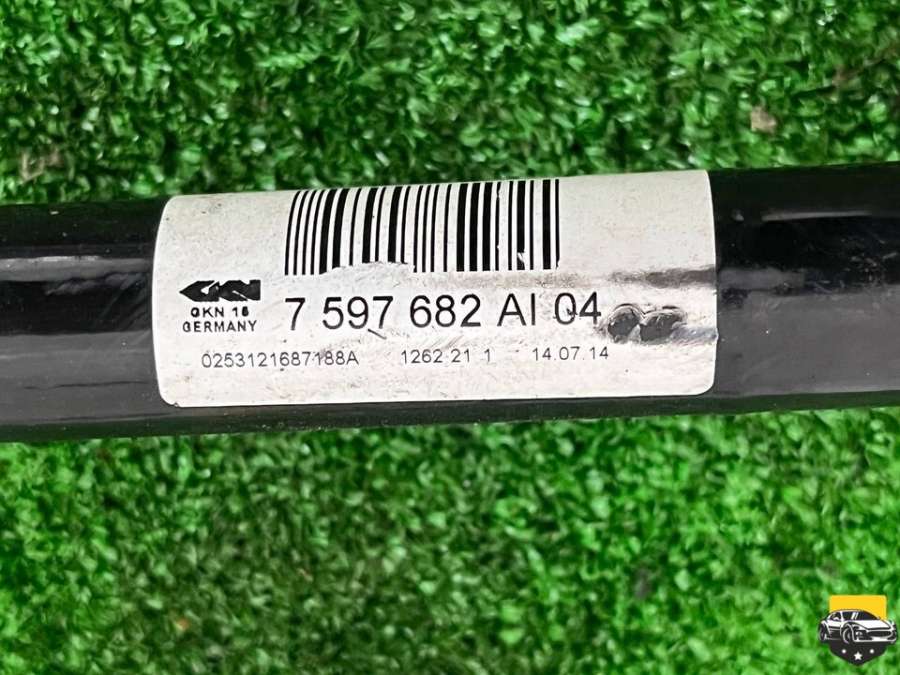 GKN
GKN 16
GERMANY
7 597 682 AI 04
0253121687188A 1262 21 1 14.07.14